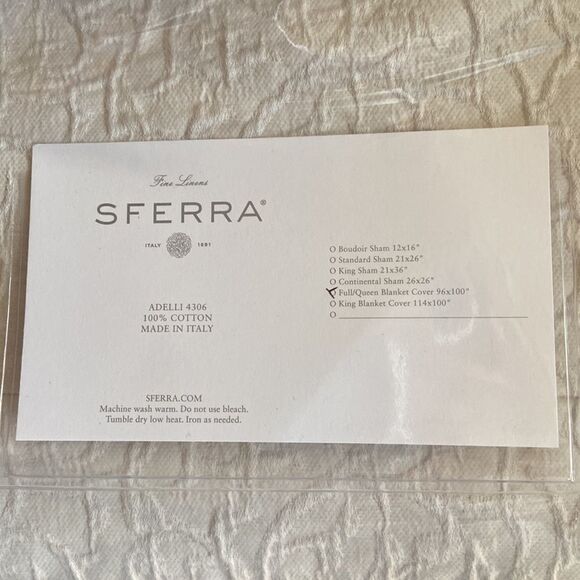 Fine Linens
SFERRA®
ITALY 1891
ADELLI 4306
100% COTTON
MADE IN ITALY
SFERRA.COM
Machine wash warm. Do not use bleach.
Tumble dry low heat. Iron as needed.
O Boudoir Sham 12x16"
O Standard Sham 21x26"
O King Sham 21x36"
O Continental Sham 26x26"
O Full/Queen Blanket Cover 96x100"
O King Blanket Cover 114x100"
O